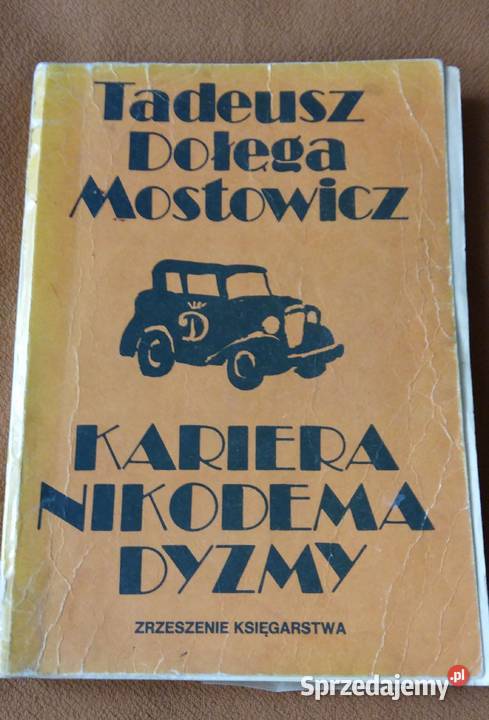 Tadeusz
Dołęga
Mostowicz
D
KARIERA
NIKODEMA
DYZMY
ZRZESZENIE KSIĘGARSTWA
Sprzedajemy.pl